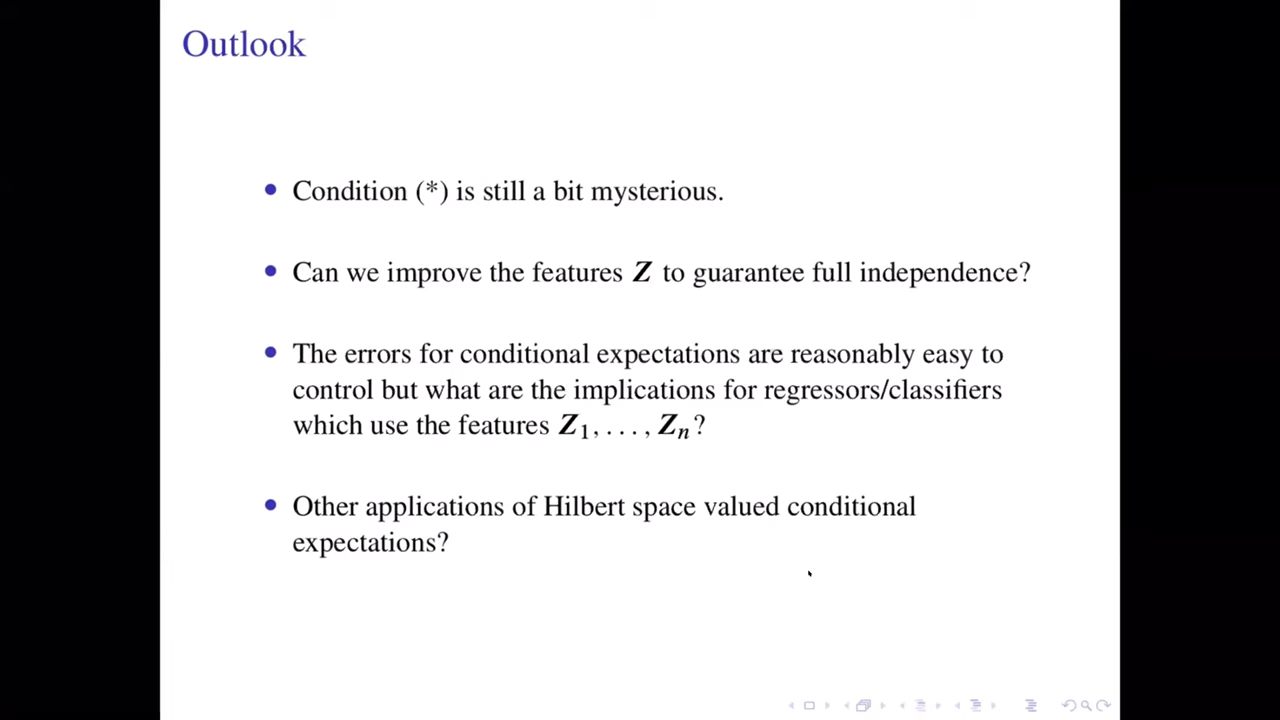 Outlook
• Condition (*) is still a bit mysterious.
• Can we improve the features Z to guarantee full independence?
• The errors for conditional expectations are reasonably easy to
control but what are the implications for regressors/classifiers
which use the features Z₁, . . . , Zₙ?
• Other applications of Hilbert space valued conditional
expectations?